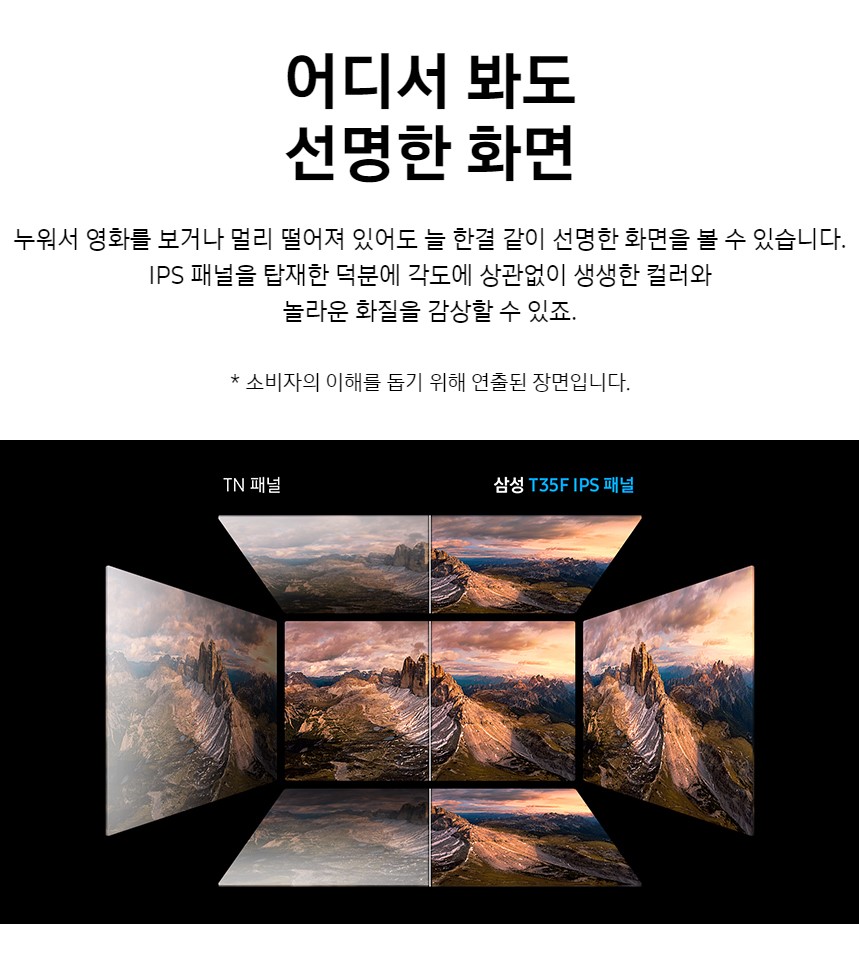 어디서 봐도
선명한 화면
누워서 영화를 보거나 멀리 떨어져 있어도 늘 한결 같이 선명한 화면을 볼 수 있습니다.
IPS 패널을 탑재한 덕분에 각도에 상관없이 생생한 컬러와
놀라운 화질을 감상할 수 있죠.
* 소비자의 이해를 돕기 위해 연출된 장면입니다.
TN 패널
삼성 T35F IPS 패널